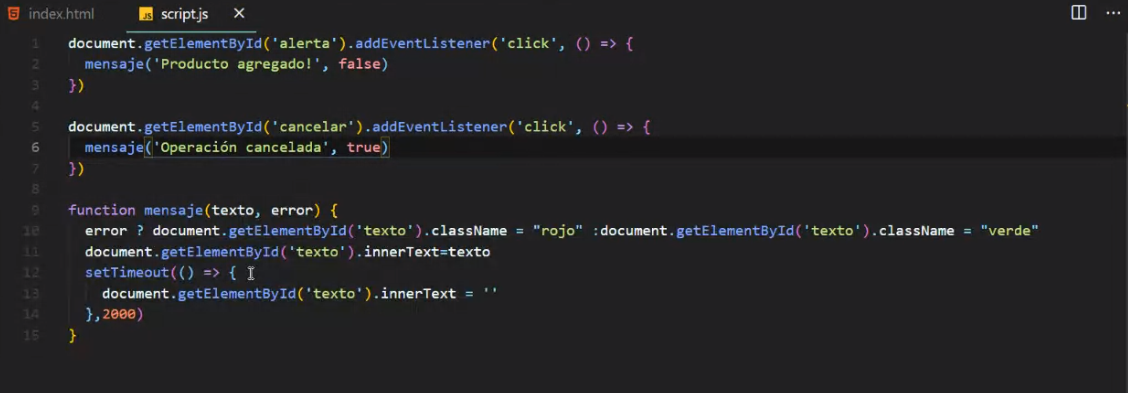 index.html JS script.js ×
1 document.getElementById('alerta').addEventListener('click', () => {
2 mensaje('Producto agregado!', false)
3 })
4
5 document.getElementById('cancelar').addEventListener('click', () => {
6 mensaje('Operación cancelada', true)
7 })
8
9 function mensaje(texto, error) {
10 error ? document.getElementById('texto').className = "rojo" :document.getElementById('texto').className = "verde"
11 document.getElementById('texto').innerText=texto
12 setTimeout(() => {
13 document.getElementById('texto').innerText = ''
14 },2000)
15 }